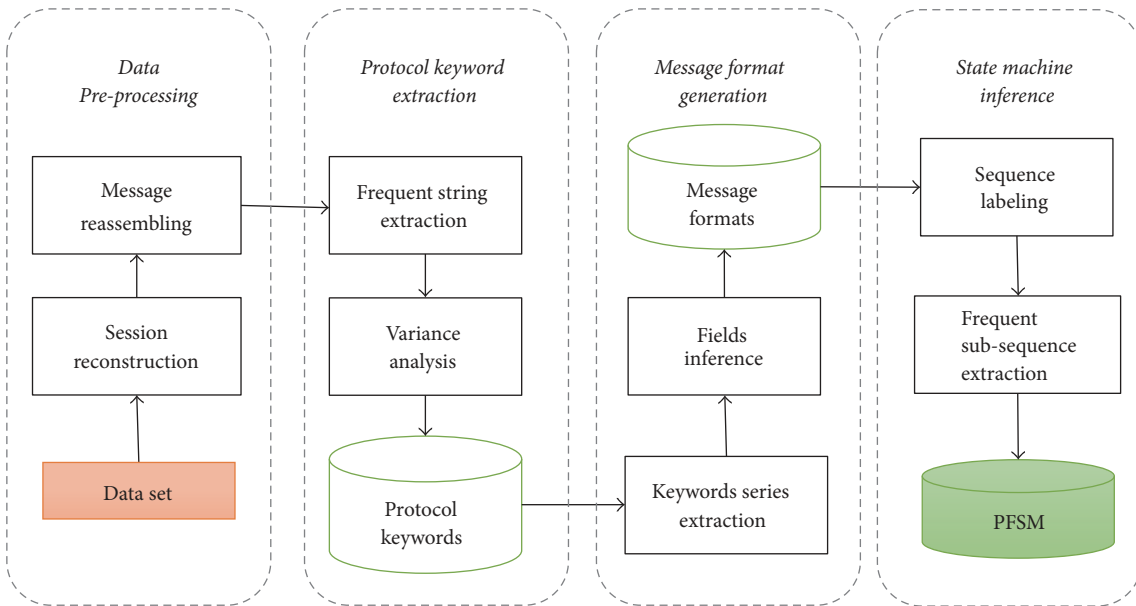 Data
Pre-processing
Message
reassembling
Session
reconstruction
Data set
Protocol keyword
extraction
Frequent string
extraction
Variance
analysis
Protocol
keywords
Message format
generation
Message
formats
Fields
inference
Keywords series
extraction
State machine
inference
Sequence
labeling
Frequent
sub-sequence
extraction
PFSM